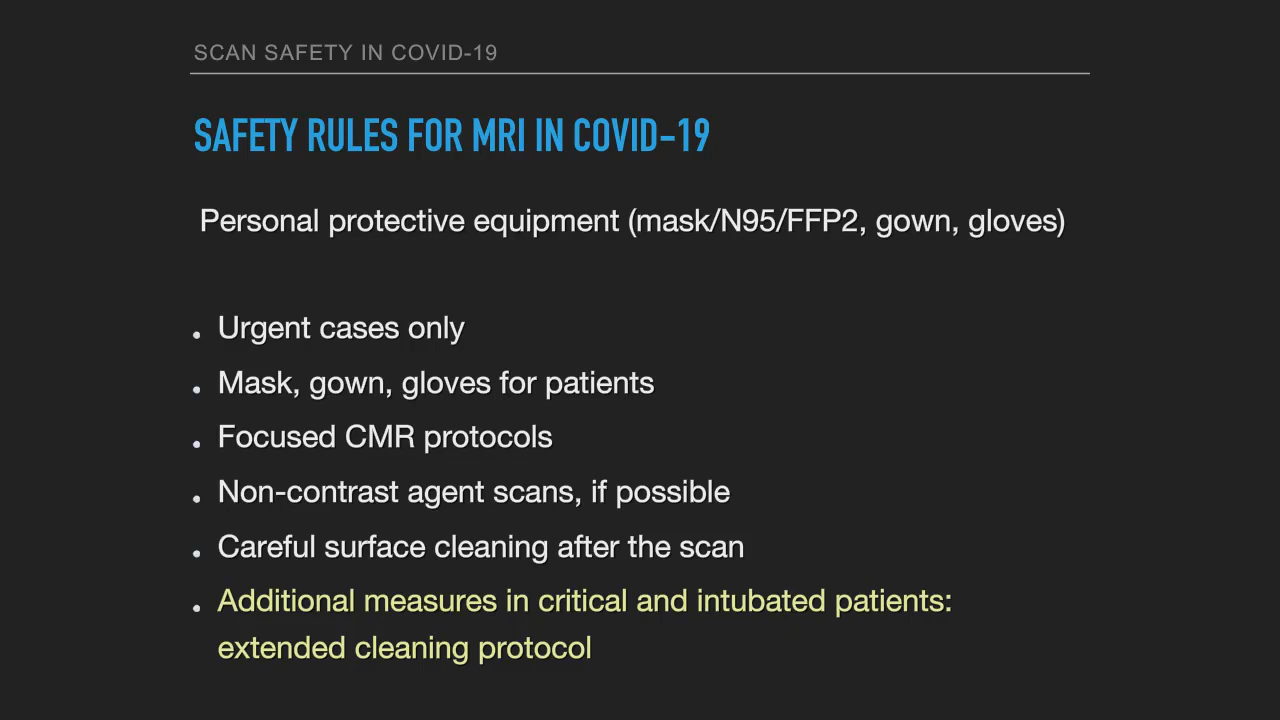 SCAN SAFETY IN COVID-19
SAFETY RULES FOR MRI IN COVID-19
Personal protective equipment (mask/N95/FFP2, gown, gloves)
• Urgent cases only
• Mask, gown, gloves for patients
• Focused CMR protocols
• Non-contrast agent scans, if possible
• Careful surface cleaning after the scan
• Additional measures in critical and intubated patients:
extended cleaning protocol